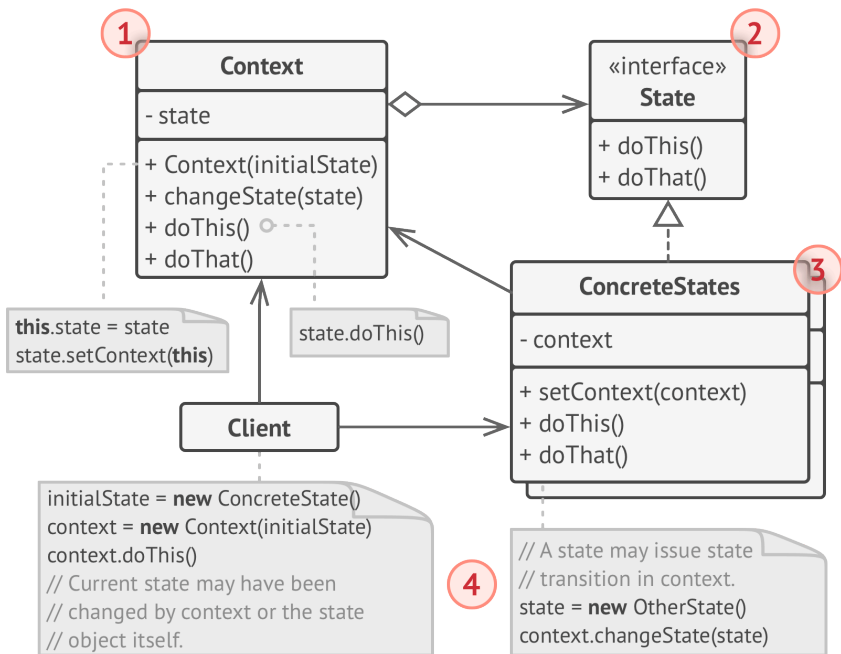 1
Context
- state
+ Context(initialState)
+ changeState(state)
+ doThis()
+ doThat()
2
«interface»
State
+ doThis()
+ doThat()
3
ConcreteStates
- context
+ setContext(context)
+ doThis()
+ doThat()
this.state = state
state.setContext(this)
state.doThis()
Client
initialState = new ConcreteState()
context = new Context(initialState)
context.doThis()
// Current state may have been
// changed by context or the state
// object itself.
4
// A state may issue state
// transition in context.
state = new OtherState()
context.changeState(state)